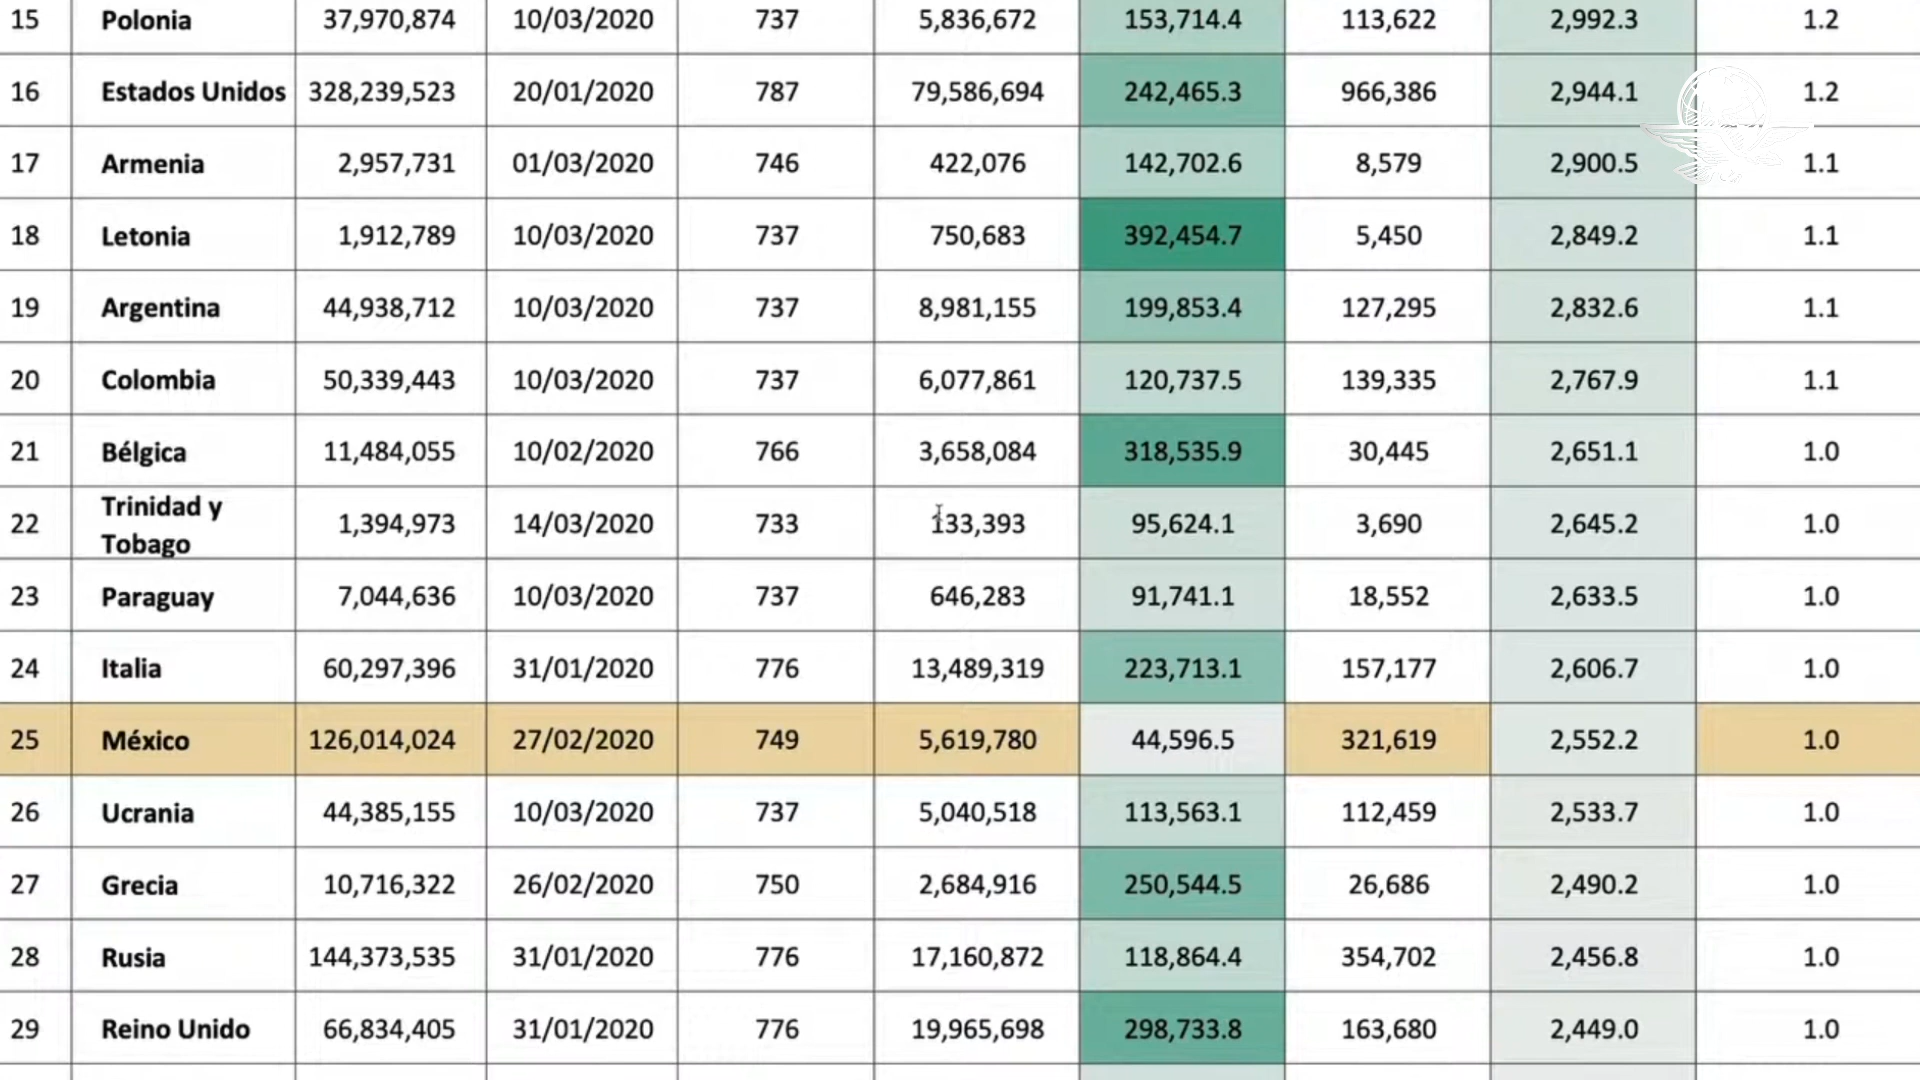 15 Polonia 37,970,874 10/03/2020 737 5,836,672 153,714.4 113,622 2,992.3 1.2
16 Estados Unidos 328,239,523 20/01/2020 787 79,586,694 242,465.3 966,386 2,944.1 1.2
17 Armenia 2,957,731 01/03/2020 746 422,076 142,702.6 8,579 2,900.5 1.1
18 Letonia 1,912,789 10/03/2020 737 750,683 392,454.7 5,450 2,849.2 1.1
19 Argentina 44,938,712 10/03/2020 737 8,981,155 199,853.4 127,295 2,832.6 1.1
20 Colombia 50,339,443 10/03/2020 737 6,077,861 120,737.5 139,335 2,767.9 1.1
21 Bélgica 11,484,055 10/02/2020 766 3,658,084 318,535.9 30,445 2,651.1 1.0
22 Trinidad y
Tobago 1,394,973 14/03/2020 733 133,393 95,624.1 3,690 2,645.2 1.0
23 Paraguay 7,044,636 10/03/2020 737 646,283 91,741.1 18,552 2,633.5 1.0
24 Italia 60,297,396 31/01/2020 776 13,489,319 223,713.1 157,177 2,606.7 1.0
25 México 126,014,024 27/02/2020 749 5,619,780 44,596.5 321,619 2,552.2 1.0
26 Ucrania 44,385,155 10/03/2020 737 5,040,518 113,563.1 112,459 2,533.7 1.0
27 Grecia 10,716,322 26/02/2020 750 2,684,916 250,544.5 26,686 2,490.2 1.0
28 Rusia 144,373,535 31/01/2020 776 17,160,872 118,864.4 354,702 2,456.8 1.0
29 Reino Unido 66,834,405 31/01/2020 776 19,965,698 298,733.8 163,680 2,449.0 1.0